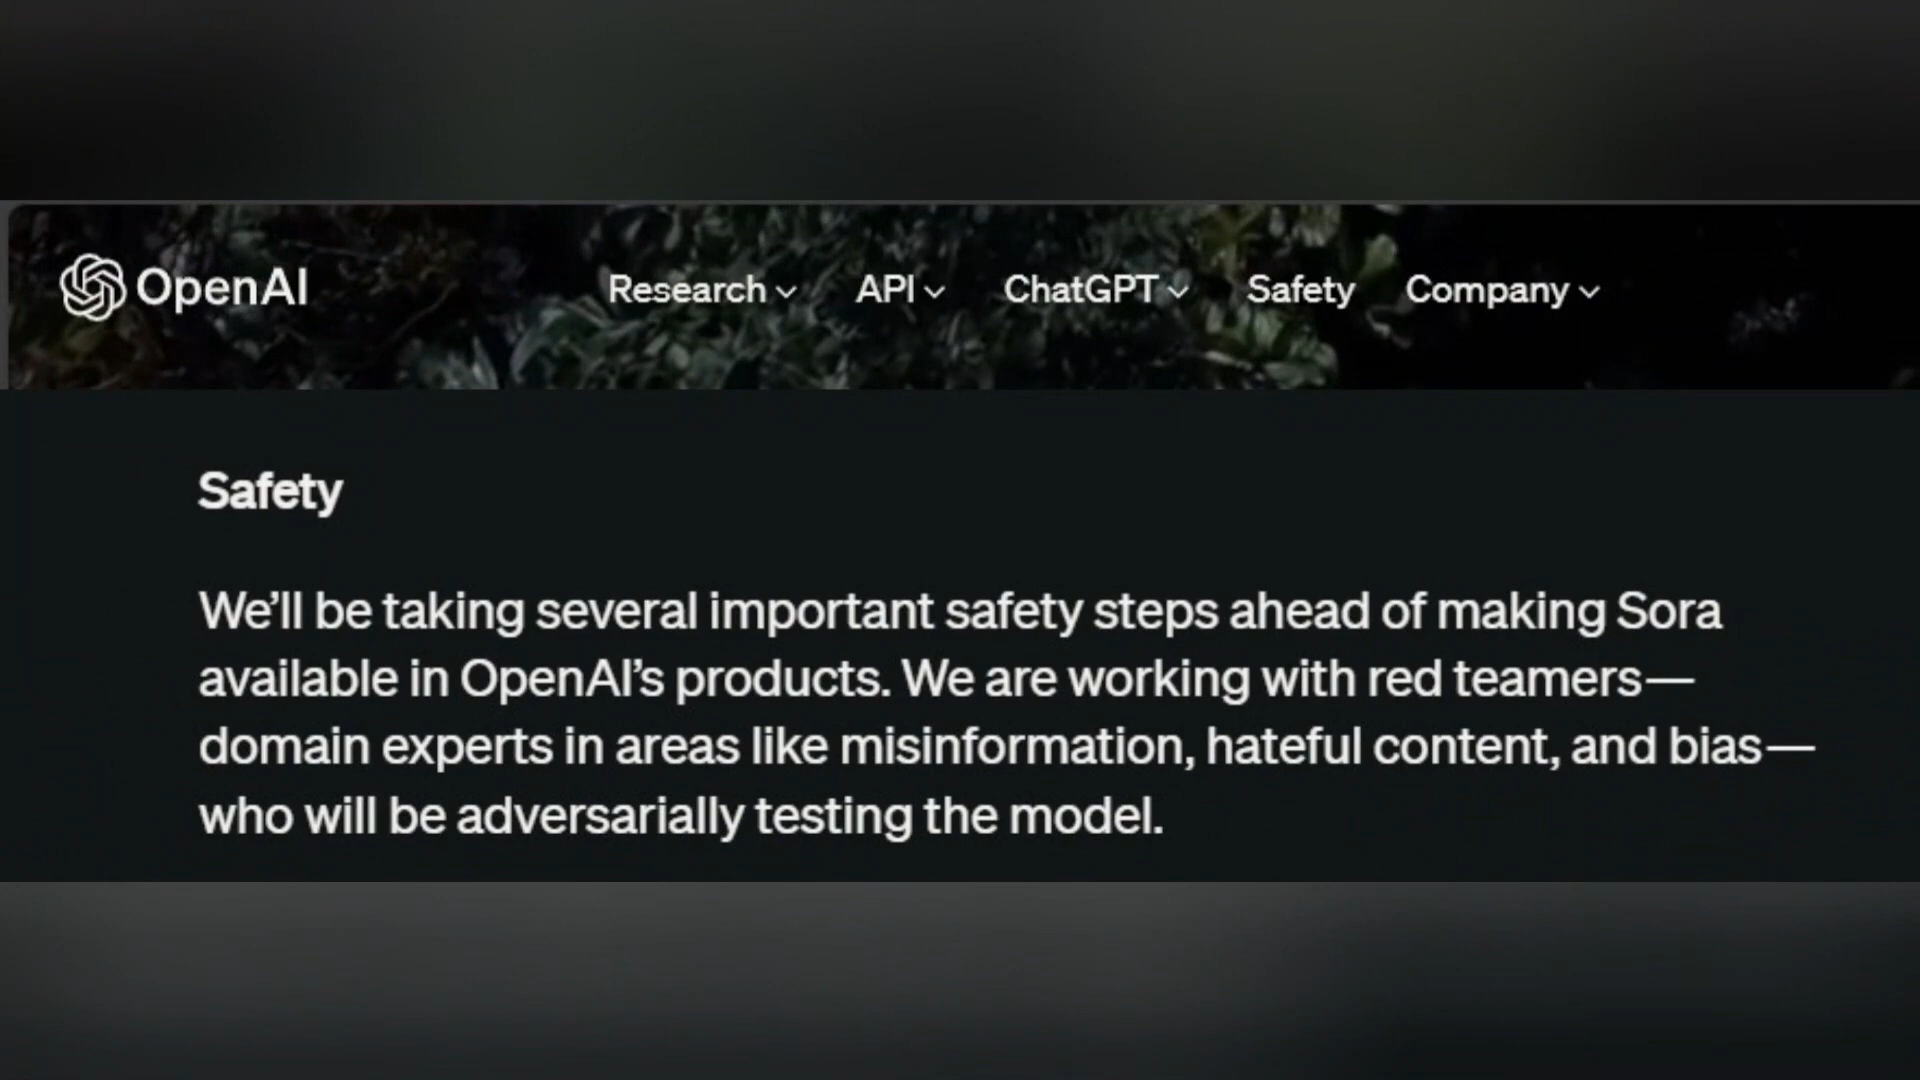 OpenAI Research API ChatGPT Safety Company
Safety
We’ll be taking several important safety steps ahead of making Sora
available in OpenAI’s products. We are working with red teamers—
domain experts in areas like misinformation, hateful content, and bias—
who will be adversarially testing the model.